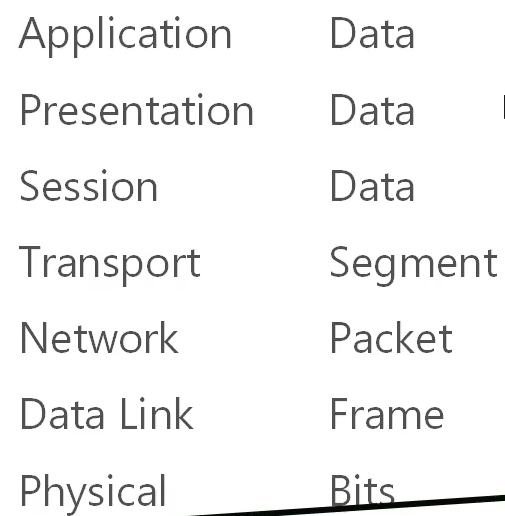 Application Data
Presentation Data
Session Data
Transport Segment
Network Packet
Data Link Frame
Physical Bits